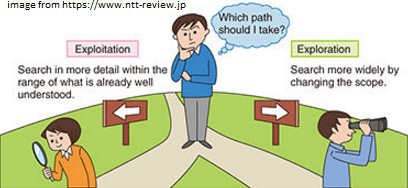 image from https://www.ntt-review.jp
Which path
should I take?
Exploitation
Search in more detail within the
range of what is already well
understood.
Exploration
Search more widely by
changing the scope.